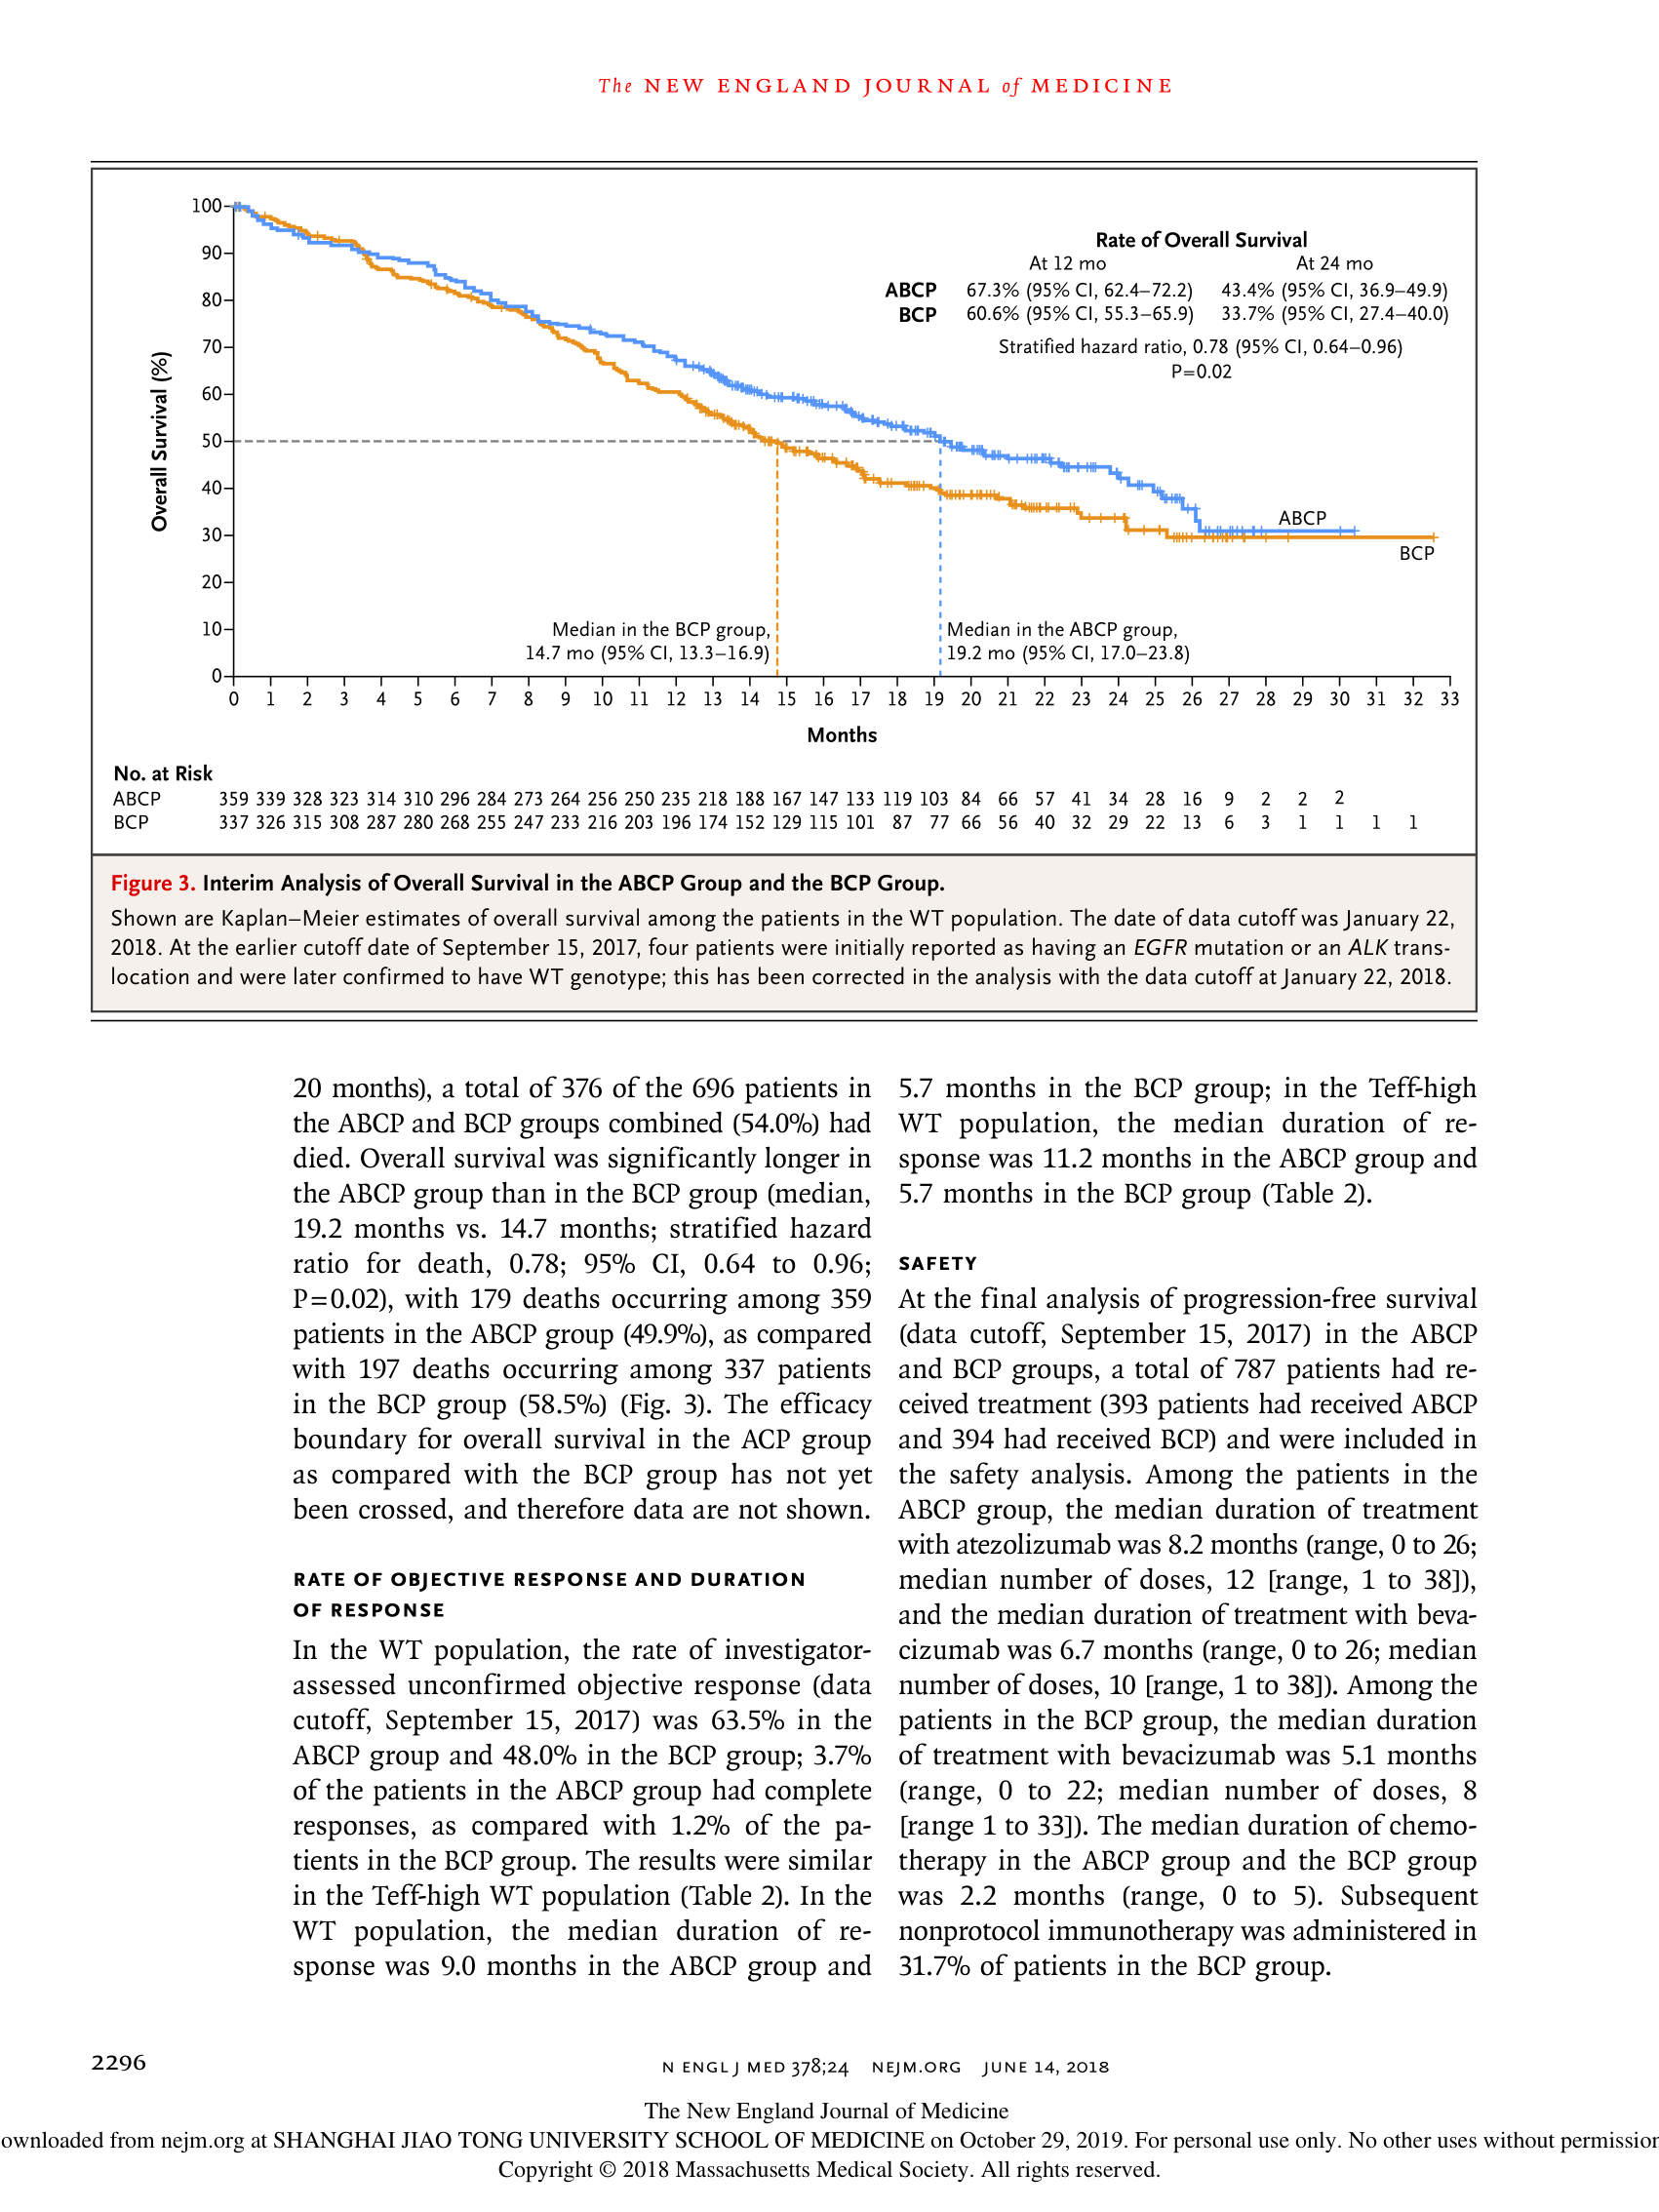 The NEW ENGLAND JOURNAL of MEDICINE
100
90
80
70
60
50
40
30
20
10
0
Overall Survival (%)
Rate of Overall Survival
At 12 mo At 24 mo
ABCP 67.3% (95% CI, 62.4–72.2) 43.4% (95% CI, 36.9–49.9)
BCP 60.6% (95% CI, 55.3–65.9) 33.7% (95% CI, 27.4–40.0)
Stratified hazard ratio, 0.78 (95% CI, 0.64–0.96)
P=0.02
ABCP
BCP
Median in the BCP group,
14.7 mo (95% CI, 13.3–16.9)
Median in the ABCP group,
19.2 mo (95% CI, 17.0–23.8)
0 1 2 3 4 5 6 7 8 9 10 11 12 13 14 15 16 17 18 19 20 21 22 23 24 25 26 27 28 29 30 31 32 33
Months
No. at Risk
ABCP 359 339 328 323 314 310 296 284 273 264 256 250 235 218 188 167 147 133 119 103 84 66 57 41 34 28 16 9 2 2 2
BCP 337 326 315 308 287 280 268 255 247 233 216 203 196 174 152 129 115 101 87 77 66 56 40 32 29 22 13 6 3 1 1 1 1
Figure 3. Interim Analysis of Overall Survival in the ABCP Group and the BCP Group.
Shown are Kaplan–Meier estimates of overall survival among the patients in the WT population. The date of data cutoff was January 22,
2018. At the earlier cutoff date of September 15, 2017, four patients were initially reported as having an EGFR mutation or an ALK trans-
location and were later confirmed to have WT genotype; this has been corrected in the analysis with the data cutoff at January 22, 2018.
20 months), a total of 376 of the 696 patients in
the ABCP and BCP groups combined (54.0%) had
died. Overall survival was significantly longer in
the ABCP group than in the BCP group (median,
19.2 months vs. 14.7 months; stratified hazard
ratio for death, 0.78; 95% CI, 0.64 to 0.96;
P=0.02), with 179 deaths occurring among 359
patients in the ABCP group (49.9%), as compared
with 197 deaths occurring among 337 patients
in the BCP group (58.5%) (Fig. 3). The efficacy
boundary for overall survival in the ACP group
as compared with the BCP group has not yet
been crossed, and therefore data are not shown.
RATE OF OBJECTIVE RESPONSE AND DURATION
OF RESPONSE
In the WT population, the rate of investigator-
assessed unconfirmed objective response (data
cutoff, September 15, 2017) was 63.5% in the
ABCP group and 48.0% in the BCP group; 3.7%
of the patients in the ABCP group had complete
responses, as compared with 1.2% of the pa-
tients in the BCP group. The results were similar
in the Teff-high WT population (Table 2). In the
WT population, the median duration of re-
sponse was 9.0 months in the ABCP group and
5.7 months in the BCP group; in the Teff-high
WT population, the median duration of re-
sponse was 11.2 months in the ABCP group and
5.7 months in the BCP group (Table 2).
SAFETY
At the final analysis of progression-free survival
(data cutoff, September 15, 2017) in the ABCP
and BCP groups, a total of 787 patients had re-
ceived treatment (393 patients had received ABCP
and 394 had received BCP) and were included in
the safety analysis. Among the patients in the
ABCP group, the median duration of treatment
with atezolizumab was 8.2 months (range, 0 to 26;
median number of doses, 12 [range, 1 to 38]),
and the median duration of treatment with beva-
cizumab was 6.7 months (range, 0 to 26; median
number of doses, 10 [range, 1 to 38]). Among the
patients in the BCP group, the median duration
of treatment with bevacizumab was 5.1 months
(range, 0 to 22; median number of doses, 8
[range 1 to 33]). The median duration of chemo-
therapy in the ABCP group and the BCP group
was 2.2 months (range, 0 to 5). Subsequent
nonprotocol immunotherapy was administered in
31.7% of patients in the BCP group.
2296
N ENGL J MED 378;24 NEJM.ORG JUNE 14, 2018
The New England Journal of Medicine
ownloaded from nejm.org at SHANGHAI JIAO TONG UNIVERSITY SCHOOL OF MEDICINE on October 29, 2019. For personal use only. No other uses without permission
Copyright © 2018 Massachusetts Medical Society. All rights reserved.